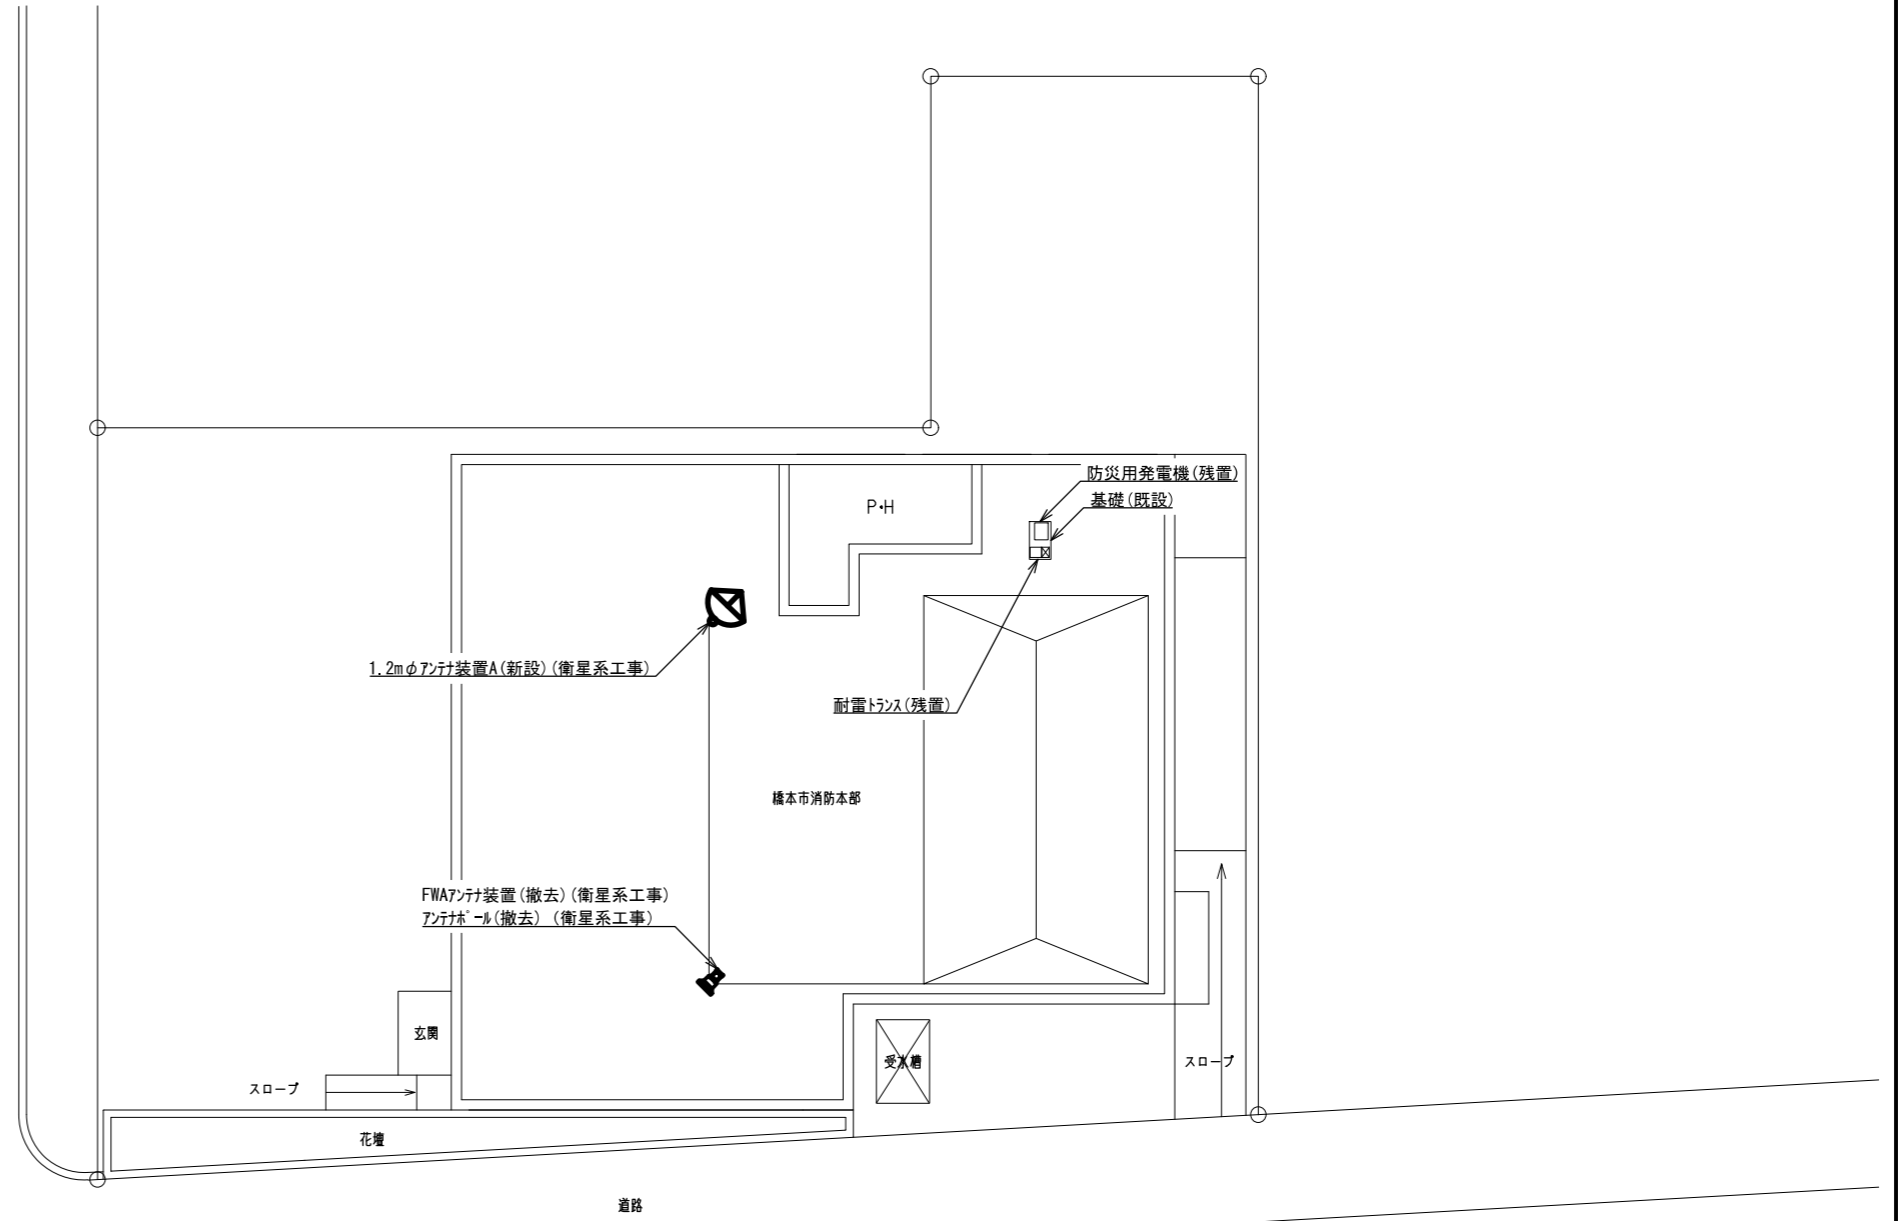 防災用発電機(残置)
基礎(既設)
P・H
1.2mφアンテナ装置A(新設)(衛星系工事)
耐雷トランス(残置)
橋本市消防本部
FWAアンテナ装置(撤去)(衛星系工事)
アンテナポール(撤去)(衛星系工事)
玄関
受水槽
スロープ
スロープ
花壇
道路